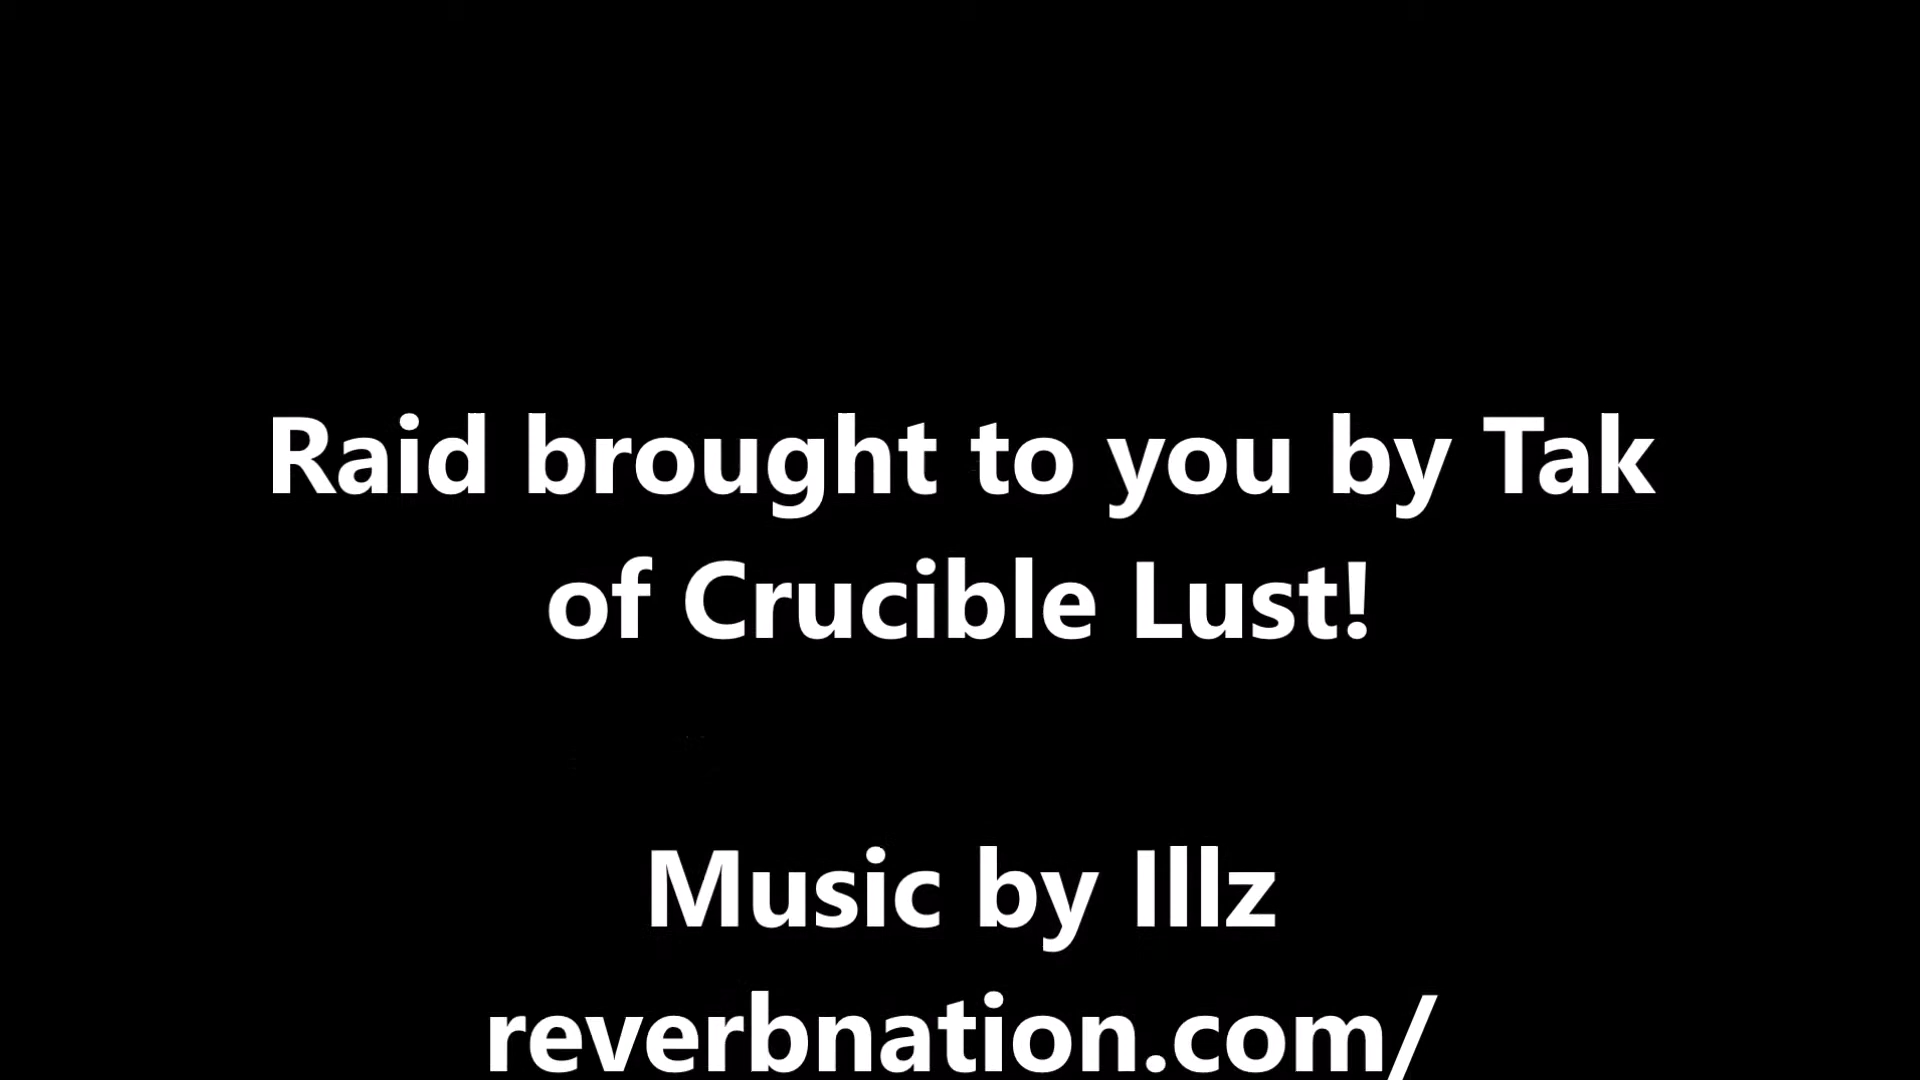 Raid brought to you by Tak
of Crucible Lust!
Music by Illz
reverbnation.com/